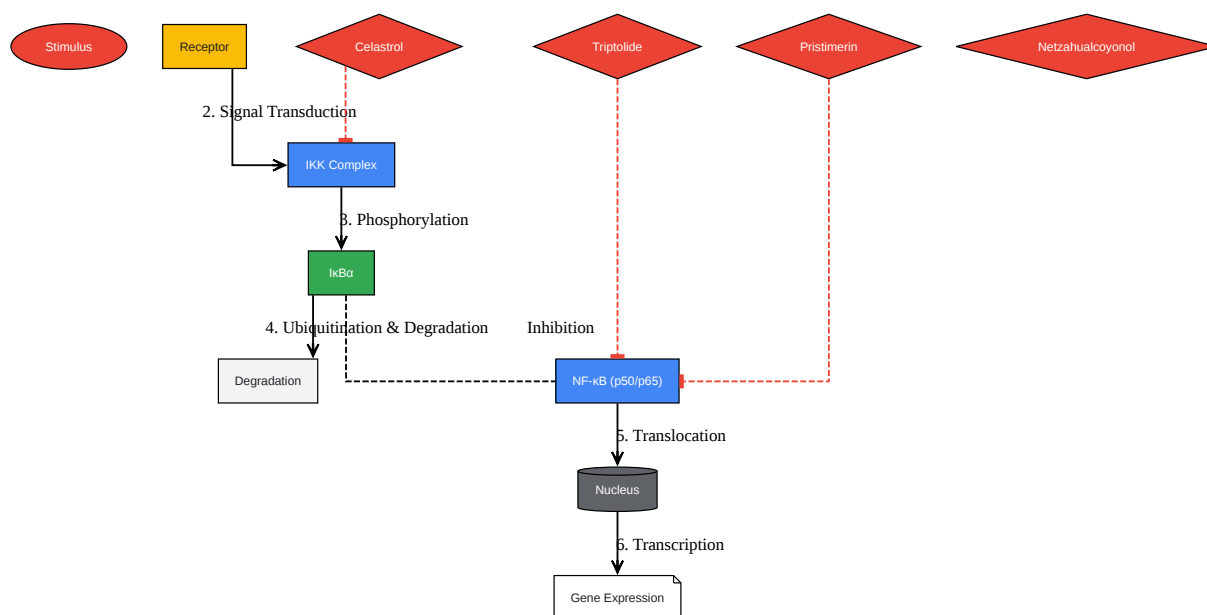 Stimulus
Receptor
Celastrol
Triptolide
Pristimerin
Netzahualcoyonol
2. Signal Transduction
IKK Complex
3. Phosphorylation
IκBα
4. Ubiquitination & Degradation
Inhibition
Degradation
NF-κB (p50/p65)
5. Translocation
Nucleus
6. Transcription
Gene Expression